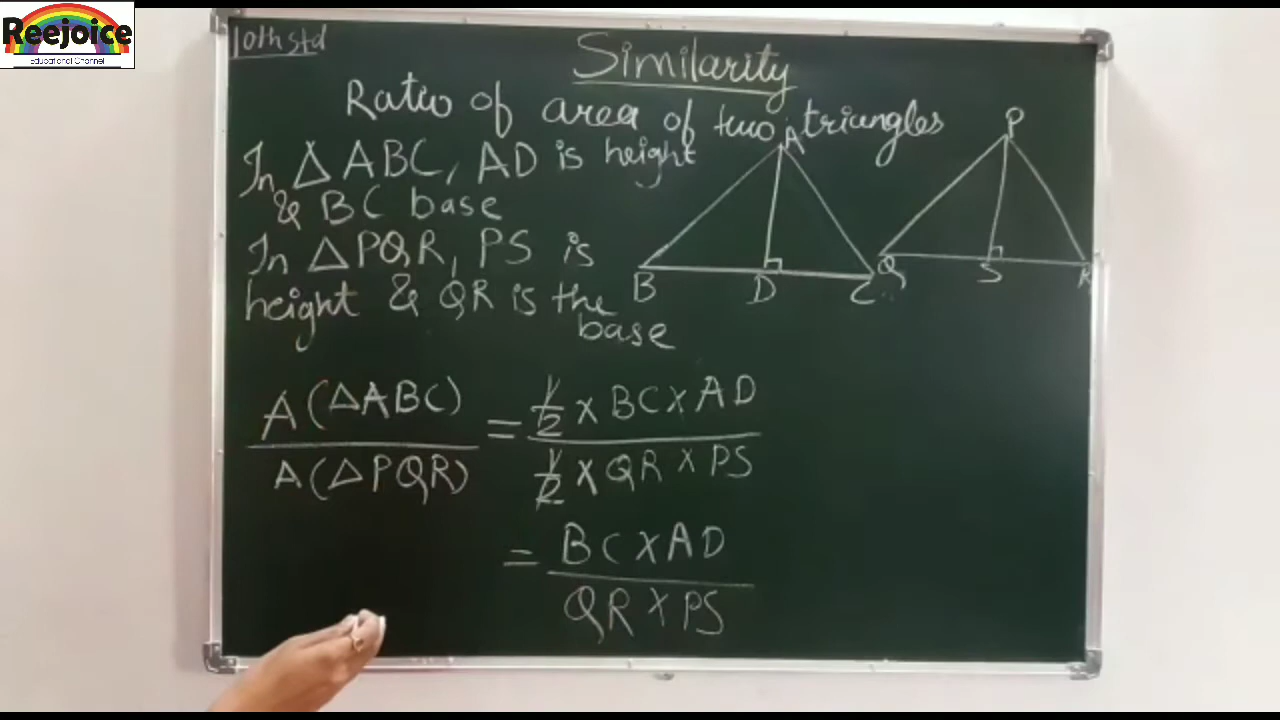 Reejoice
Educational Channel
10th std
Similarity
Ratio of area of two triangles
In △ ABC, AD is height
& BC base
In △PQR, PS is
height & QR is the
base
A
B D C
P
Q S R
A(△ABC) = 1/2 × BC × AD
A(△PQR) 1/2 × QR × PS
= BC × AD
QR × PS